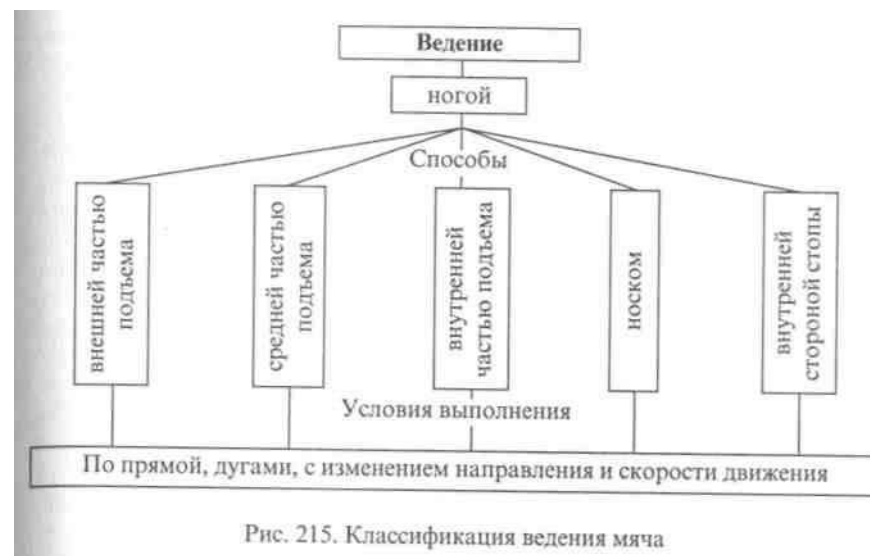 Ведение
ногой
Способы
внешней частью
подъема
средней частью
подъема
внутренней
частью подъема
носком
внутренней
стороной стопы
Условия выполнения
По прямой, дугами, с изменением направления и скорости движения
Рис. 215. Классификация ведения мяча